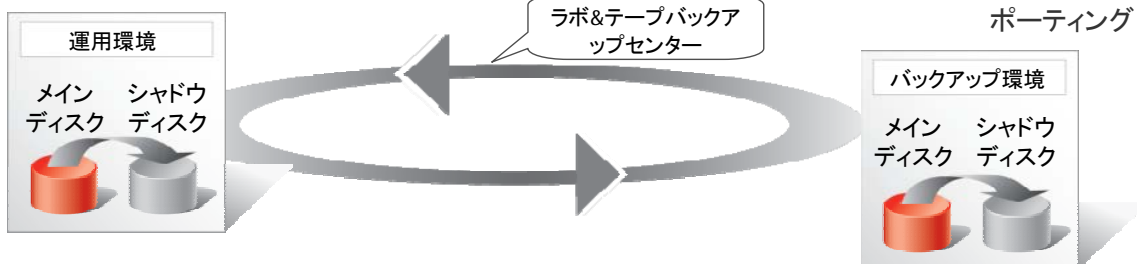 ラボ&テープバックア
ップセンター
ポーティング
運用環境
メイン シャドウ
ディスク ディスク
バックアップ環境
メイン シャドウ
ディスク ディスク